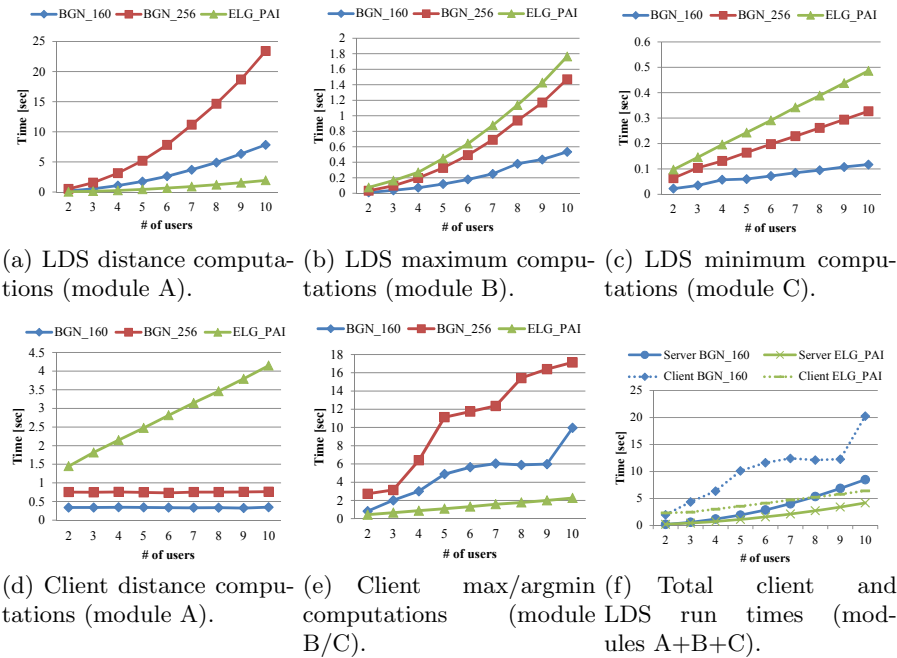 BGN_160 BGN_256 ELG_PAI
25
20
15
10
5
0
Time [sec]
2 3 4 5 6 7 8 9 10
# of users
(a) LDS distance computa-
tions (module A).
BGN_160 BGN_256 ELG_PAI
2
1.8
1.6
1.4
1.2
1
0.8
0.6
0.4
0.2
0
Time [sec]
2 3 4 5 6 7 8 9 10
# of users
(b) LDS maximum compu-
tations (module B).
BGN_160 BGN_256 ELG_PAI
0.6
0.5
0.4
0.3
0.2
0.1
0
Time [sec]
2 3 4 5 6 7 8 9 10
# of users
(c) LDS minimum compu-
tations (module C).
BGN_160 BGN_256 ELG_PAI
4.5
4
3.5
3
2.5
2
1.5
1
0.5
0
Time [sec]
2 3 4 5 6 7 8 9 10
# of users
(d) Client distance compu-
tations (module A).
BGN_160 BGN_256 ELG_PAI
18
16
14
12
10
8
6
4
2
0
Time [sec]
2 3 4 5 6 7 8 9 10
# of users
(e) Client max/argmin
computations (module
B/C).
Server BGN_160 Server ELG_PAI
Client BGN_160 Client ELG_PAI
25
20
15
10
5
0
Time [sec]
2 3 4 5 6 7 8 9 10
# of users
(f) Total client and
LDS run times (mod-
ules A+B+C).